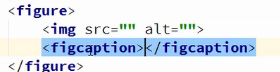 <figure>
<img src="" alt="">
<figcaption></figcaption>
</figure>